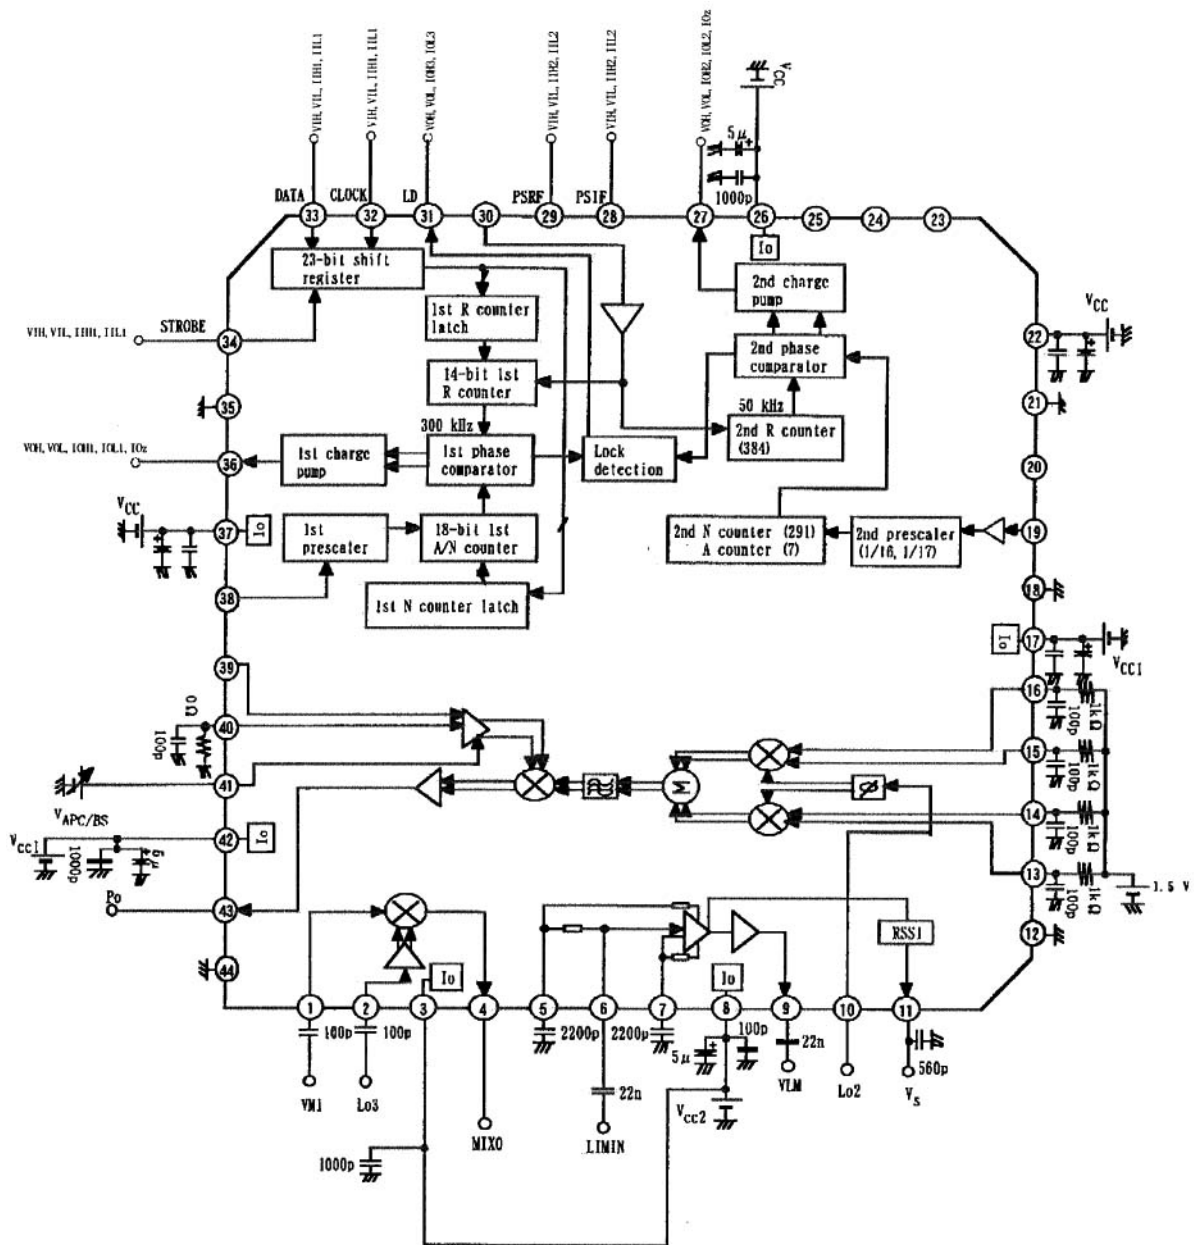 VIH, VIL, IIH1, IIL1
VIH, VIL, IIH1, IIL1
VOH, VOL, IOH3, IOL3
VIH, VIL, IIH2, IIL2
VIH, VIL, IIH2, IIL2
VOH, VOL, IOH2, IOL2, IOz
VCC
5μ
+
1000p
DATA
CLOCK
LD
PSRF
PSIF
33
32
31
30
29
28
27
26
25
24
23
Io
23-bit shift
register
2nd charge
pump
1st R counter
latch
VIH, VIL, IIH1, IIL1
STROBE
34
VCC
22
2nd phase
comparator
14-bit 1st
R counter
35
21
50 kHz
300 kHz
2nd R counter
(384)
VOH, VOL, IOH1, IOL1, IOz
36
1st charge
pump
1st phase
comparator
Lock
detection
20
VCC
37
Io
1st
prescaler
18-bit 1st
A/N counter
2nd N counter (291)
A counter (7)
2nd prescaler
(1/16, 1/17)
19
38
1st N counter latch
18
Io
17
VCC1
39
16
100p
1kΩ
0Ω
40
100p
15
100p
1kΩ
41
VAPC/BS
M
14
100p
1kΩ
VCC1
42
Io
1000p
5μ
13
100p
1kΩ
1.5 V
Po
43
12
RSSI
44
Io
Io
1
2
3
4
5
6
7
8
9
10
11
100p
100p
2200p
2200p
5μ
+
100p
22n
560p
VM1
Lo3
22n
VLM
Lo2
VS
VCC2
MIXO
LIMIN
1000p